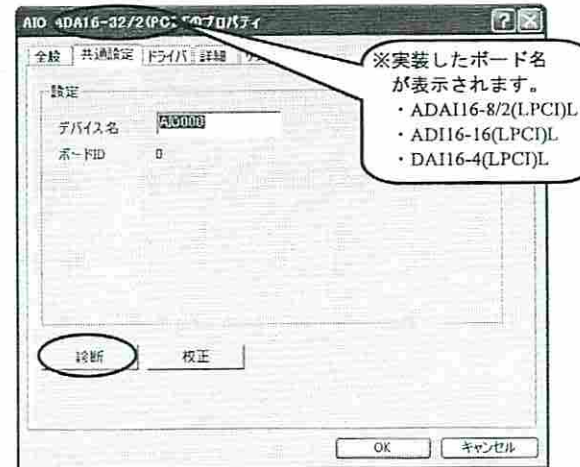 AIO 4DA16-32/2(PC のプロパティ
全般
共通設定
ドライバ
詳細
※実装したボード名
が表示されます。
・ADAI16-8/2(LPCI)L
・ADI16-16(LPCI)L
・DAI16-4(LPCI)L
設定
デバイス名
AIO000
ボードID
0
診断
校正
OK
キャンセル